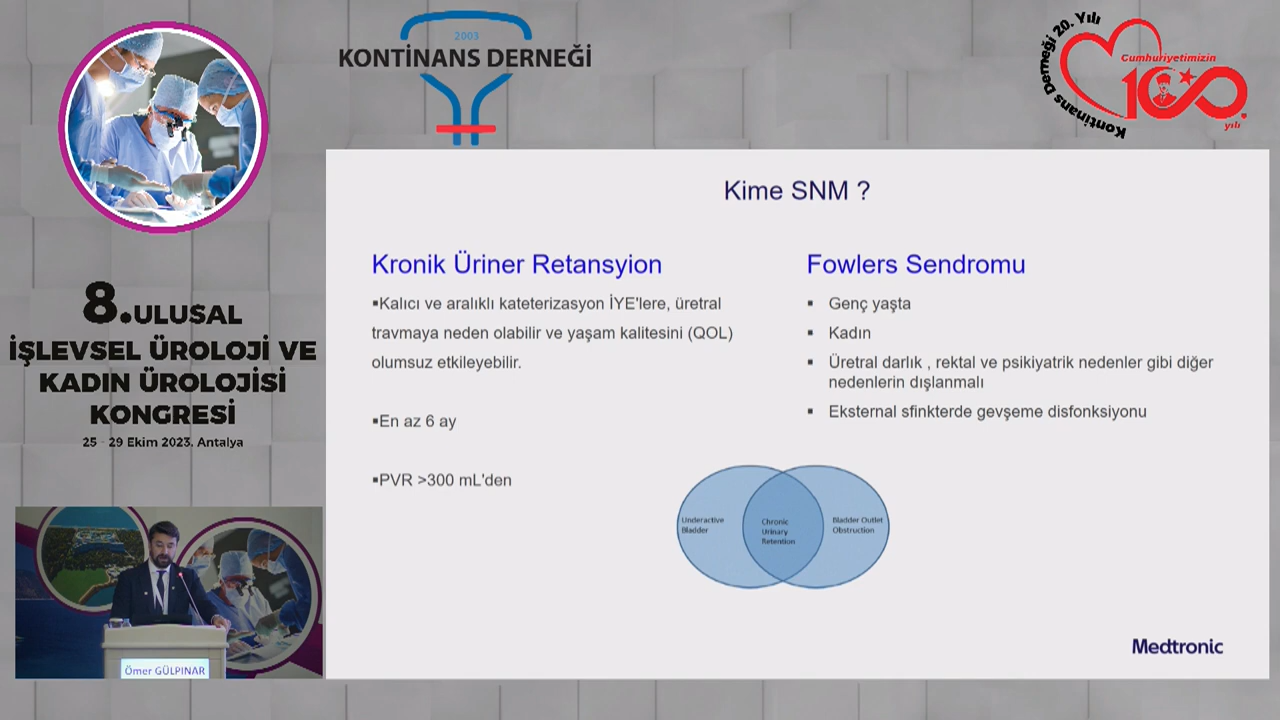 2003
KONTİNANS DERNEĞİ
Kontinans Derneği 20. Yılı
Cumhuriyetimizin
100.
yılı
8.ULUSAL
İŞLEVSEL ÜROLOJİ VE
KADIN ÜROLOJİSİ
KONGRESİ
25 - 29 Ekim 2023. Antalya
Ömer GÜLPINAR
Kime SNM ?
Kronik Üriner Retansyion
▪Kalıcı ve aralıklı kateterizasyon İYE'lere, üretral
travmaya neden olabilir ve yaşam kalitesini (QOL)
olumsuz etkileyebilir.
▪En az 6 ay
▪PVR >300 mL'den
Fowlers Sendromu
▪ Genç yaşta
▪ Kadın
▪ Üretral darlık , rektal ve psikiyatrik nedenler gibi diğer
nedenlerin dışlanmalı
▪ Eksternal sfinkterde gevşeme disfonksiyonu
Underactive
Bladder
Chronic
Urinary
Retention
Bladder Outlet
Obstruction
Medtronic